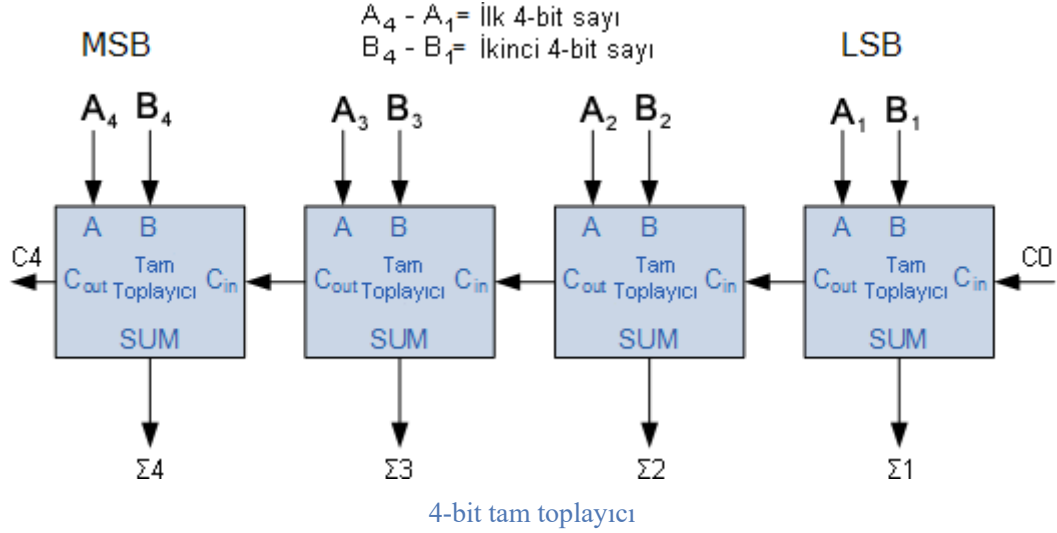 A₄ - A₁= İlk 4-bit sayı
MSB B₄ - B₁= İkinci 4-bit sayı LSB
A₄ B₄ A₃ B₃ A₂ B₂ A₁ B₁
A B A B A B A B
C4 Cout Tam Toplayıcı Cin Cout Tam Toplayıcı Cin Cout Tam Toplayıcı Cin Cout Tam Toplayıcı Cin C0
SUM SUM SUM SUM
Σ4 Σ3 Σ2 Σ1
4-bit tam toplayıcı